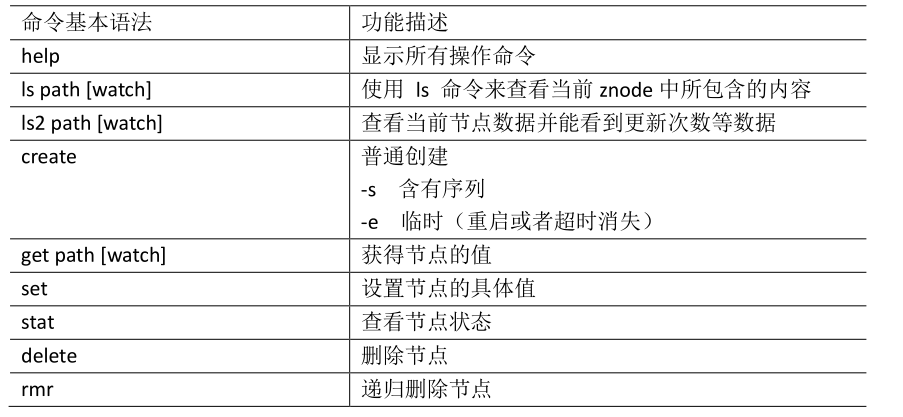 命令基本语法 功能描述
help 显示所有操作命令
ls path [watch] 使用 ls 命令来查看当前 znode 中所包含的内容
ls2 path [watch] 查看当前节点数据并能看到更新次数等数据
create 普通创建
-s 含有序列
-e 临时（重启或者超时消失）
get path [watch] 获得节点的值
set 设置节点的具体值
stat 查看节点状态
delete 删除节点
rmr 递归删除节点